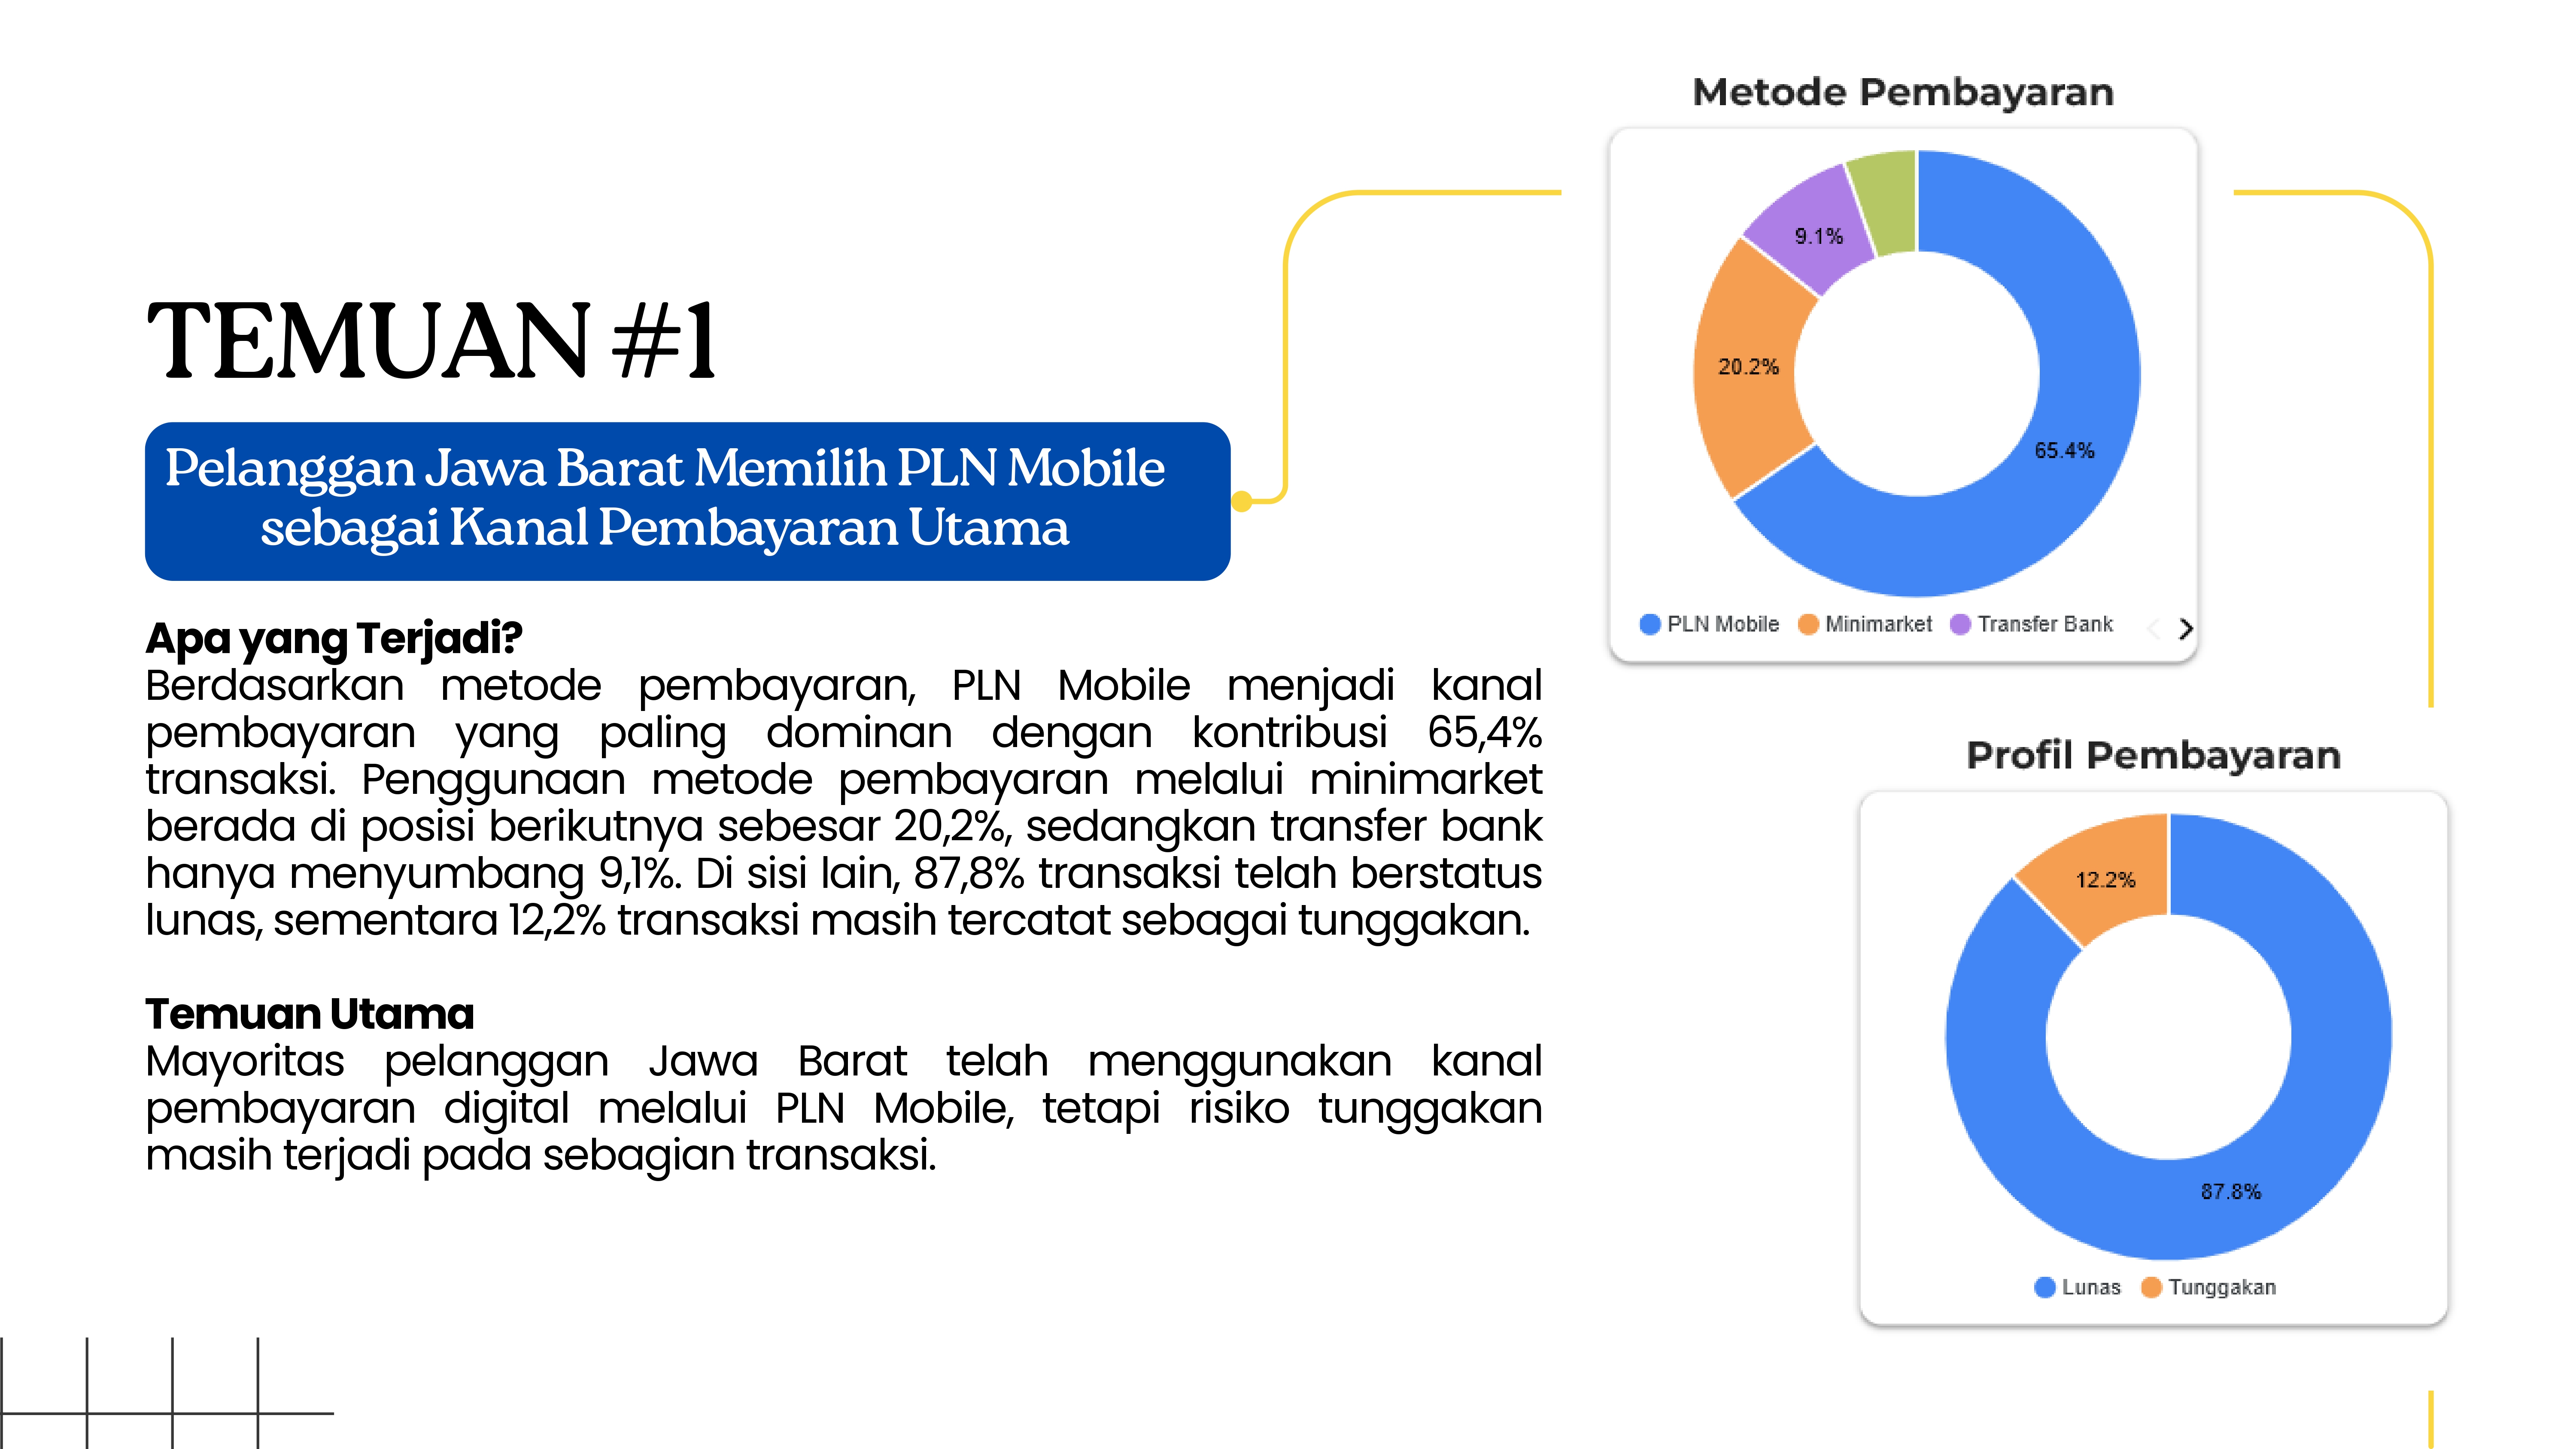 TEMUAN #1
Pelanggan Jawa Barat Memilih PLN Mobile
sebagai Kanal Pembayaran Utama
Apa yang Terjadi?
Berdasarkan metode pembayaran, PLN Mobile menjadi kanal
pembayaran yang paling dominan dengan kontribusi 65,4%
transaksi. Penggunaan metode pembayaran melalui minimarket
berada di posisi berikutnya sebesar 20,2%, sedangkan transfer bank
hanya menyumbang 9,1%. Di sisi lain, 87,8% transaksi telah berstatus
lunas, sementara 12,2% transaksi masih tercatat sebagai tunggakan.
Temuan Utama
Mayoritas pelanggan Jawa Barat telah menggunakan kanal
pembayaran digital melalui PLN Mobile, tetapi risiko tunggakan
masih terjadi pada sebagian transaksi.
Metode Pembayaran
9.1%
20.2%
65.4%
PLN Mobile Minimarket Transfer Bank
Profil Pembayaran
12.2%
87.8%
Lunas Tunggakan